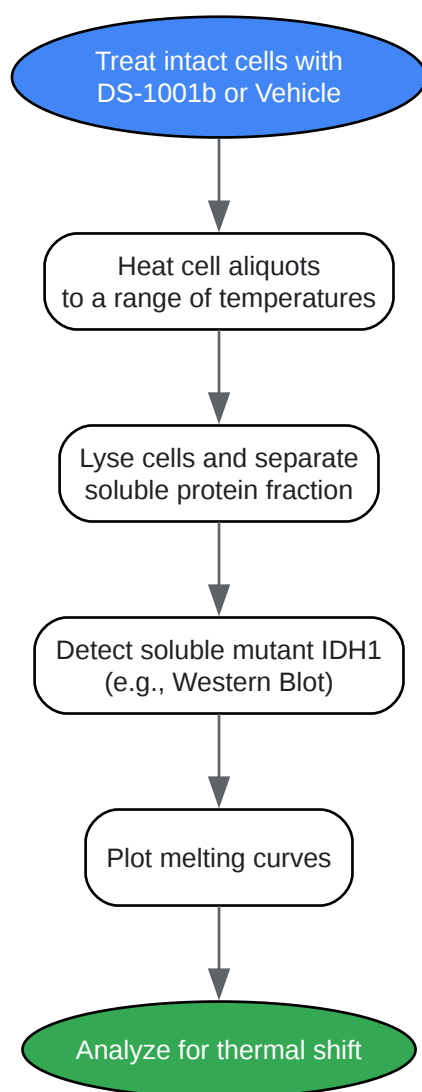 Treat intact cells with
DS-1001b or Vehicle
Heat cell aliquots
to a range of temperatures
Lyse cells and separate
soluble protein fraction
Detect soluble mutant IDH1
(e.g., Western Blot)
Plot melting curves
Analyze for thermal shift